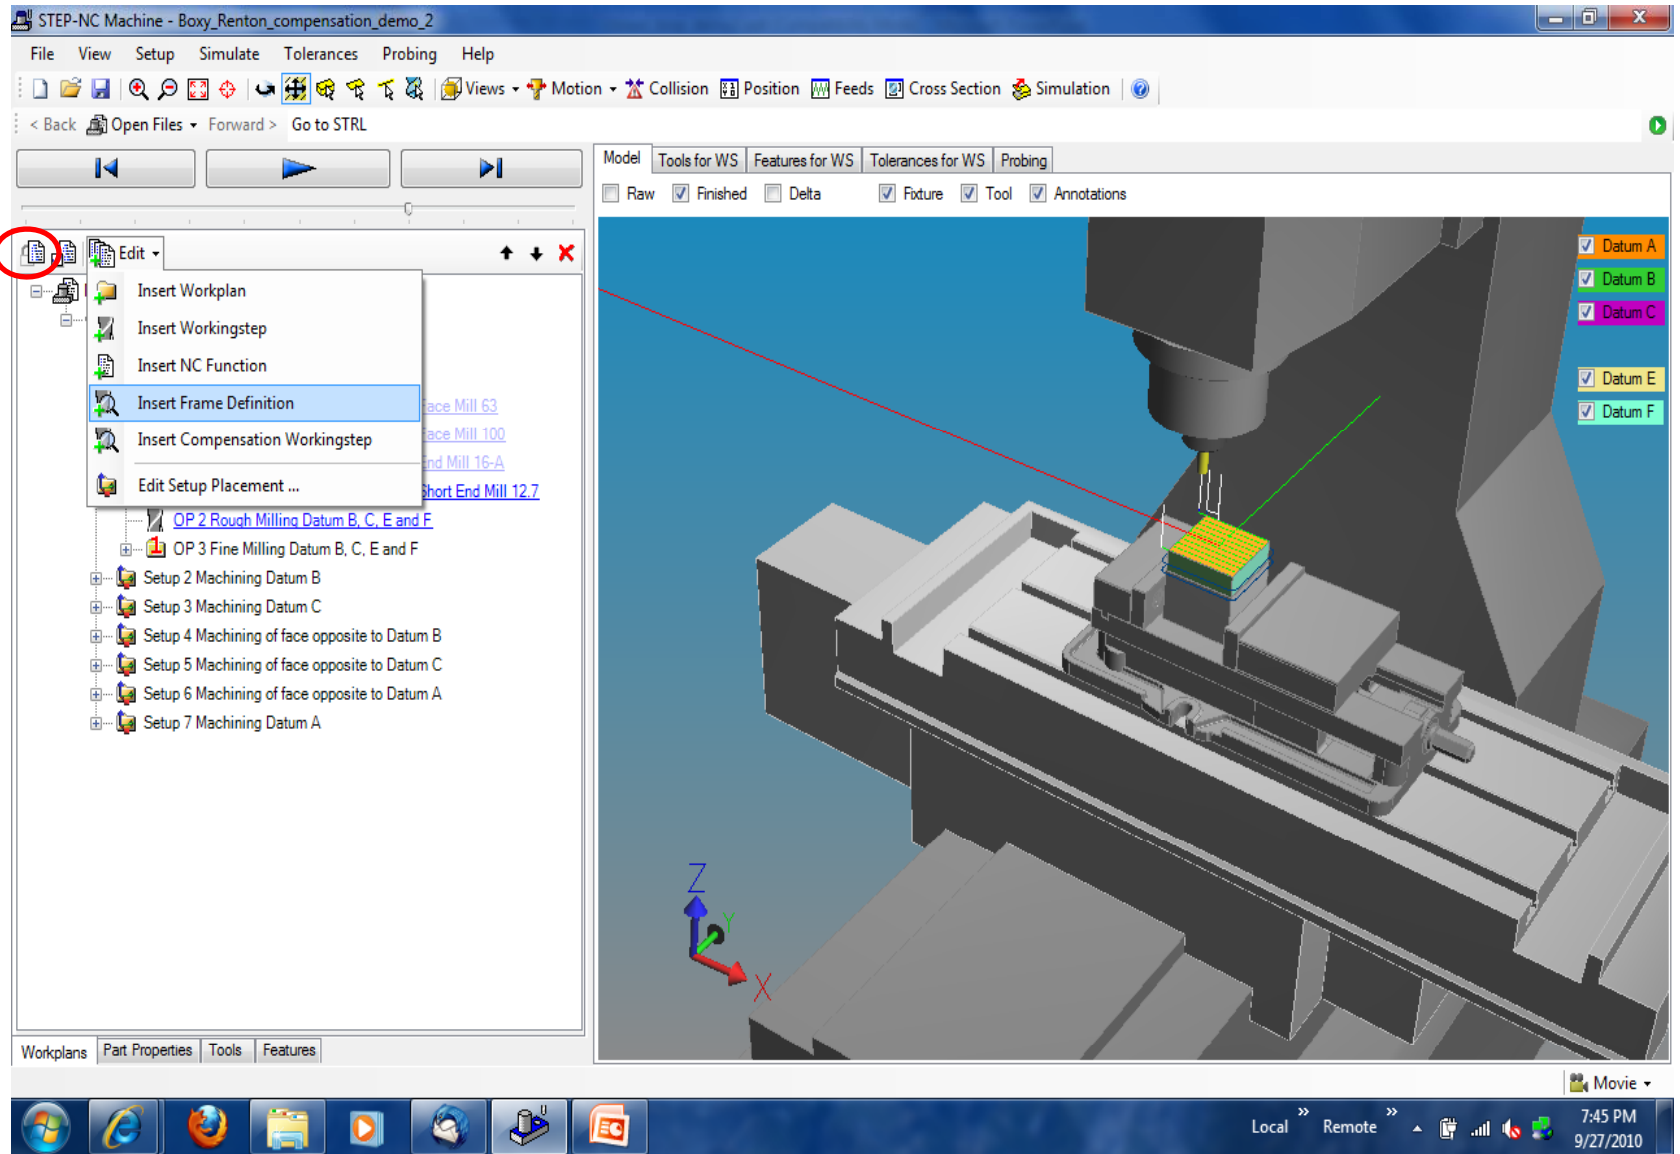 STEP-NC Machine - Boxy_Renton_compensation_demo_2
File View Setup Simulate Tolerances Probing Help
Views Motion Collision Position Feeds Cross Section Simulation
< Back Open Files Forward > Go to STRL
Model Tools for WS Features for WS Tolerances for WS Probing
Raw Finished Delta Fixture Tool Annotations
Edit
Insert Workplan
Insert Workingstep
Insert NC Function
Insert Frame Definition
Insert Compensation Workingstep
Edit Setup Placement ...
Face Mill 63
Face Mill 100
End Mill 16-A
Short End Mill 12.7
OP 2 Rough Milling Datum B, C, E and F
OP 3 Fine Milling Datum B, C, E and F
Setup 2 Machining Datum B
Setup 3 Machining Datum C
Setup 4 Machining of face opposite to Datum B
Setup 5 Machining of face opposite to Datum C
Setup 6 Machining of face opposite to Datum A
Setup 7 Machining Datum A
Datum A
Datum B
Datum C
Datum E
Datum F
Z
Y
X
Workplans Part Properties Tools Features
Movie
Local » Remote » 7:45 PM
9/27/2010